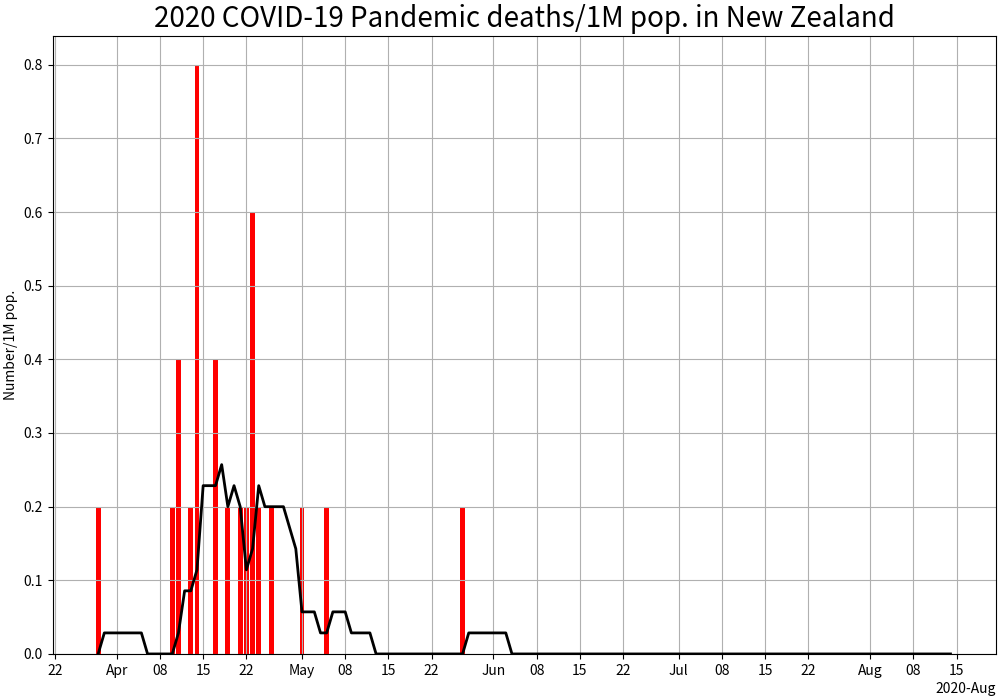 2020 COVID-19 Pandemic deaths/1M pop. in New Zealand
Number/1M pop.
0.8
0.7
0.6
0.5
0.4
0.3
0.2
0.1
0.0
22 Apr 08 15 22 May 08 15 22 Jun 08 15 22 Jul 08 15 22 Aug 08 15
2020-Aug